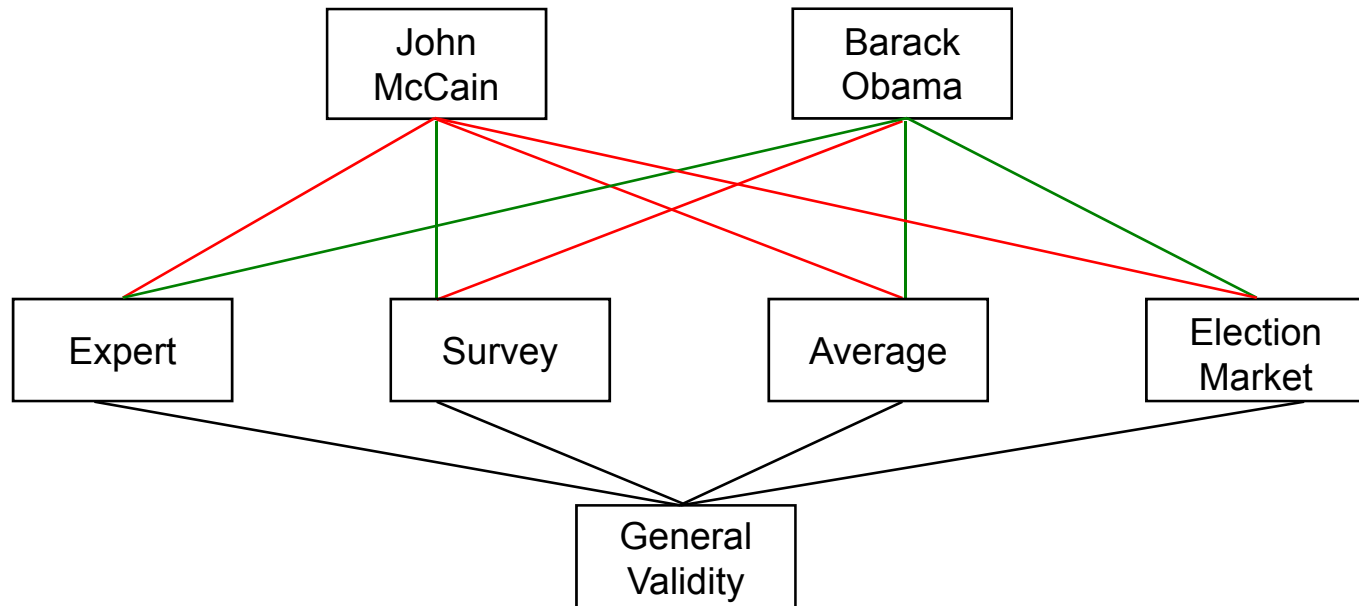 John
McCain
Barack
Obama
Expert
Survey
Average
Election
Market
General
Validity